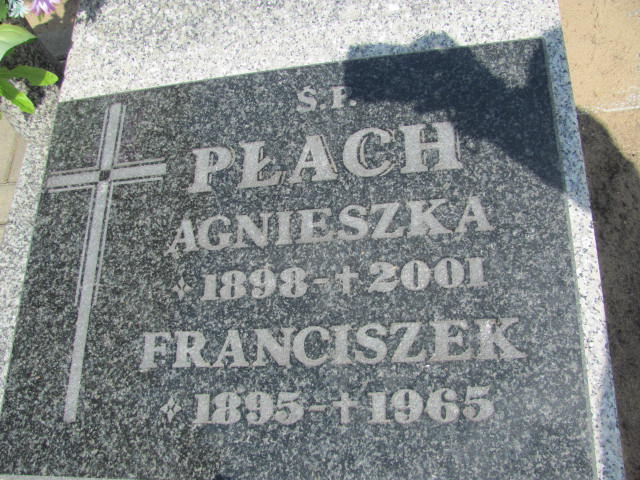 Ś.P.
PŁACH
AGNIESZKA
1898-✝2001
FRANCISZEK
1895-✝1965